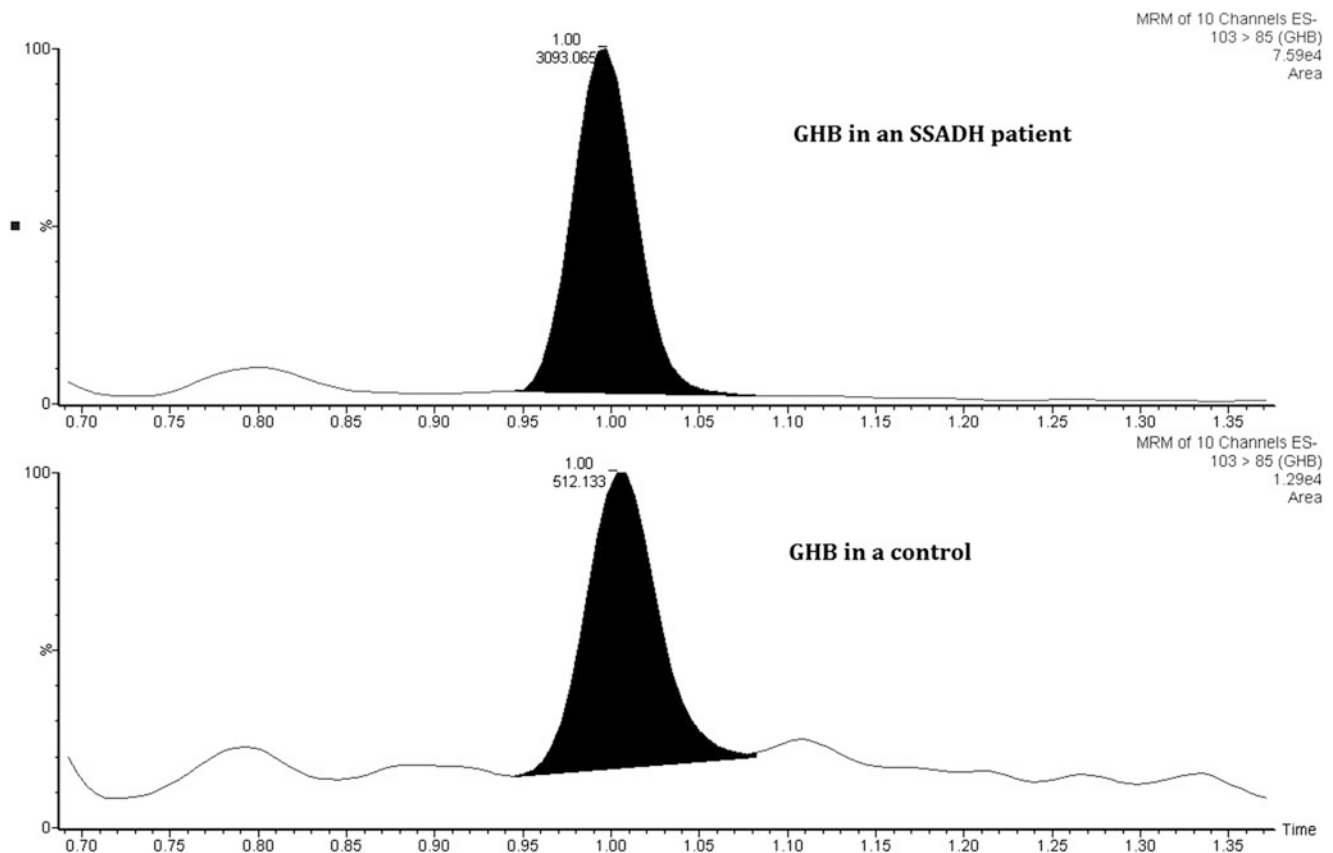 MRM of 10 Channels ES-
103 > 85 (GHB)
7.59e4
Area
1.00
3093.065
100
GHB in an SSADH patient
%
0
0.70 0.75 0.80 0.85 0.90 0.95 1.00 1.05 1.10 1.15 1.20 1.25 1.30 1.35
MRM of 10 Channels ES-
103 > 85 (GHB)
1.29e4
Area
1.00
512.133
100
GHB in a control
%
0
Time
0.70 0.75 0.80 0.85 0.90 0.95 1.00 1.05 1.10 1.15 1.20 1.25 1.30 1.35